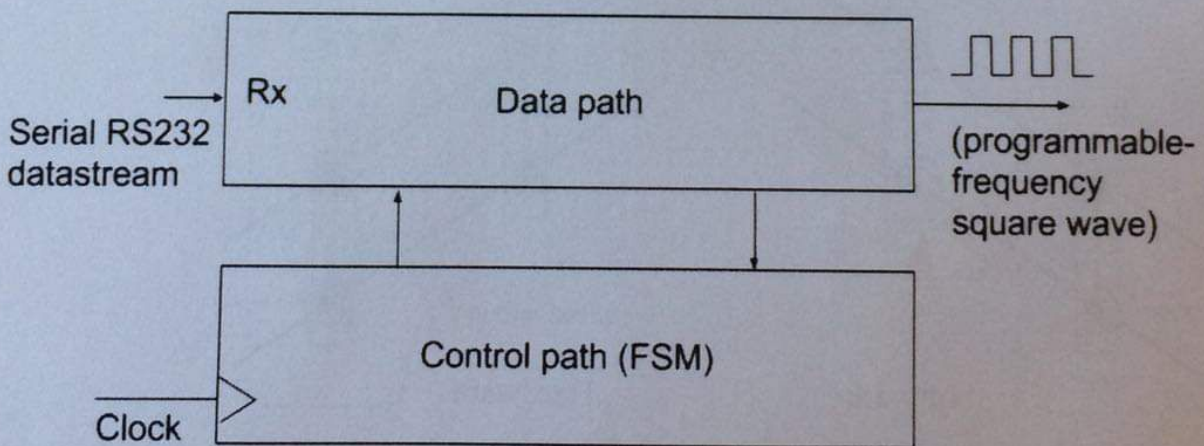 Rx
Data path
Serial RS232
datastream
(programmable-
frequency
square wave)
Control path (FSM)
Clock